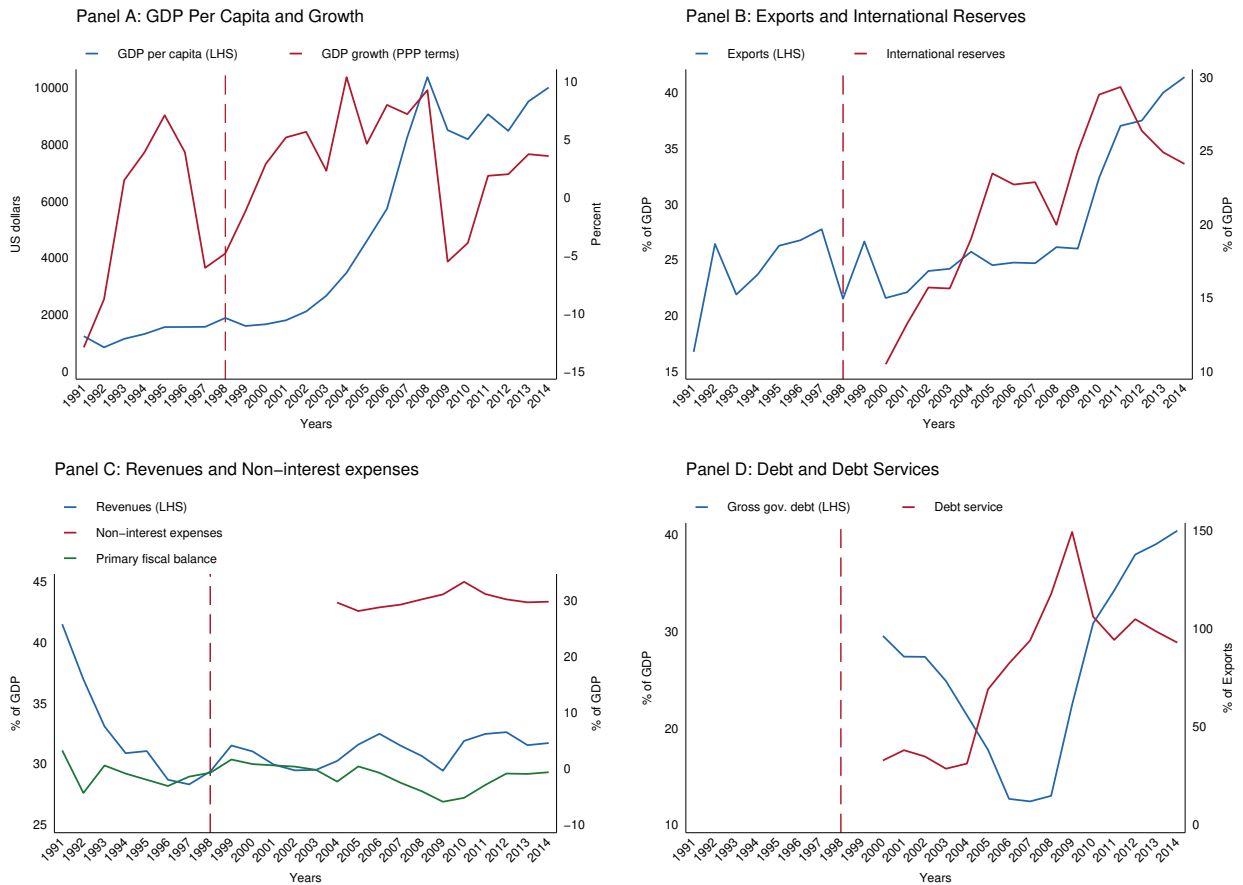 Panel A: GDP Per Capita and Growth
GDP per capita (LHS) GDP growth (PPP terms)
10000
8000
6000
4000
2000
0
US dollars
10
5
0
−5
−10
−15
Percent
1991 1992 1993 1994 1995 1996 1997 1998 1999 2000 2001 2002 2003 2004 2005 2006 2007 2008 2009 2010 2011 2012 2013 2014
Years
Panel B: Exports and International Reserves
Exports (LHS) International reserves
40
35
30
25
20
15
% of GDP
30
25
20
15
10
% of GDP
1991 1992 1993 1994 1995 1996 1997 1998 1999 2000 2001 2002 2003 2004 2005 2006 2007 2008 2009 2010 2011 2012 2013 2014
Years
Panel C: Revenues and Non−interest expenses
Revenues (LHS)
Non−interest expenses
Primary fiscal balance
45
40
35
30
25
% of GDP
30
20
10
0
−10
% of GDP
1991 1992 1993 1994 1995 1996 1997 1998 1999 2000 2001 2002 2003 2004 2005 2006 2007 2008 2009 2010 2011 2012 2013 2014
Years
Panel D: Debt and Debt Services
Gross gov. debt (LHS) Debt service
40
30
20
10
% of GDP
150
100
50
0
% of Exports
1991 1992 1993 1994 1995 1996 1997 1998 1999 2000 2001 2002 2003 2004 2005 2006 2007 2008 2009 2010 2011 2012 2013 2014
Years